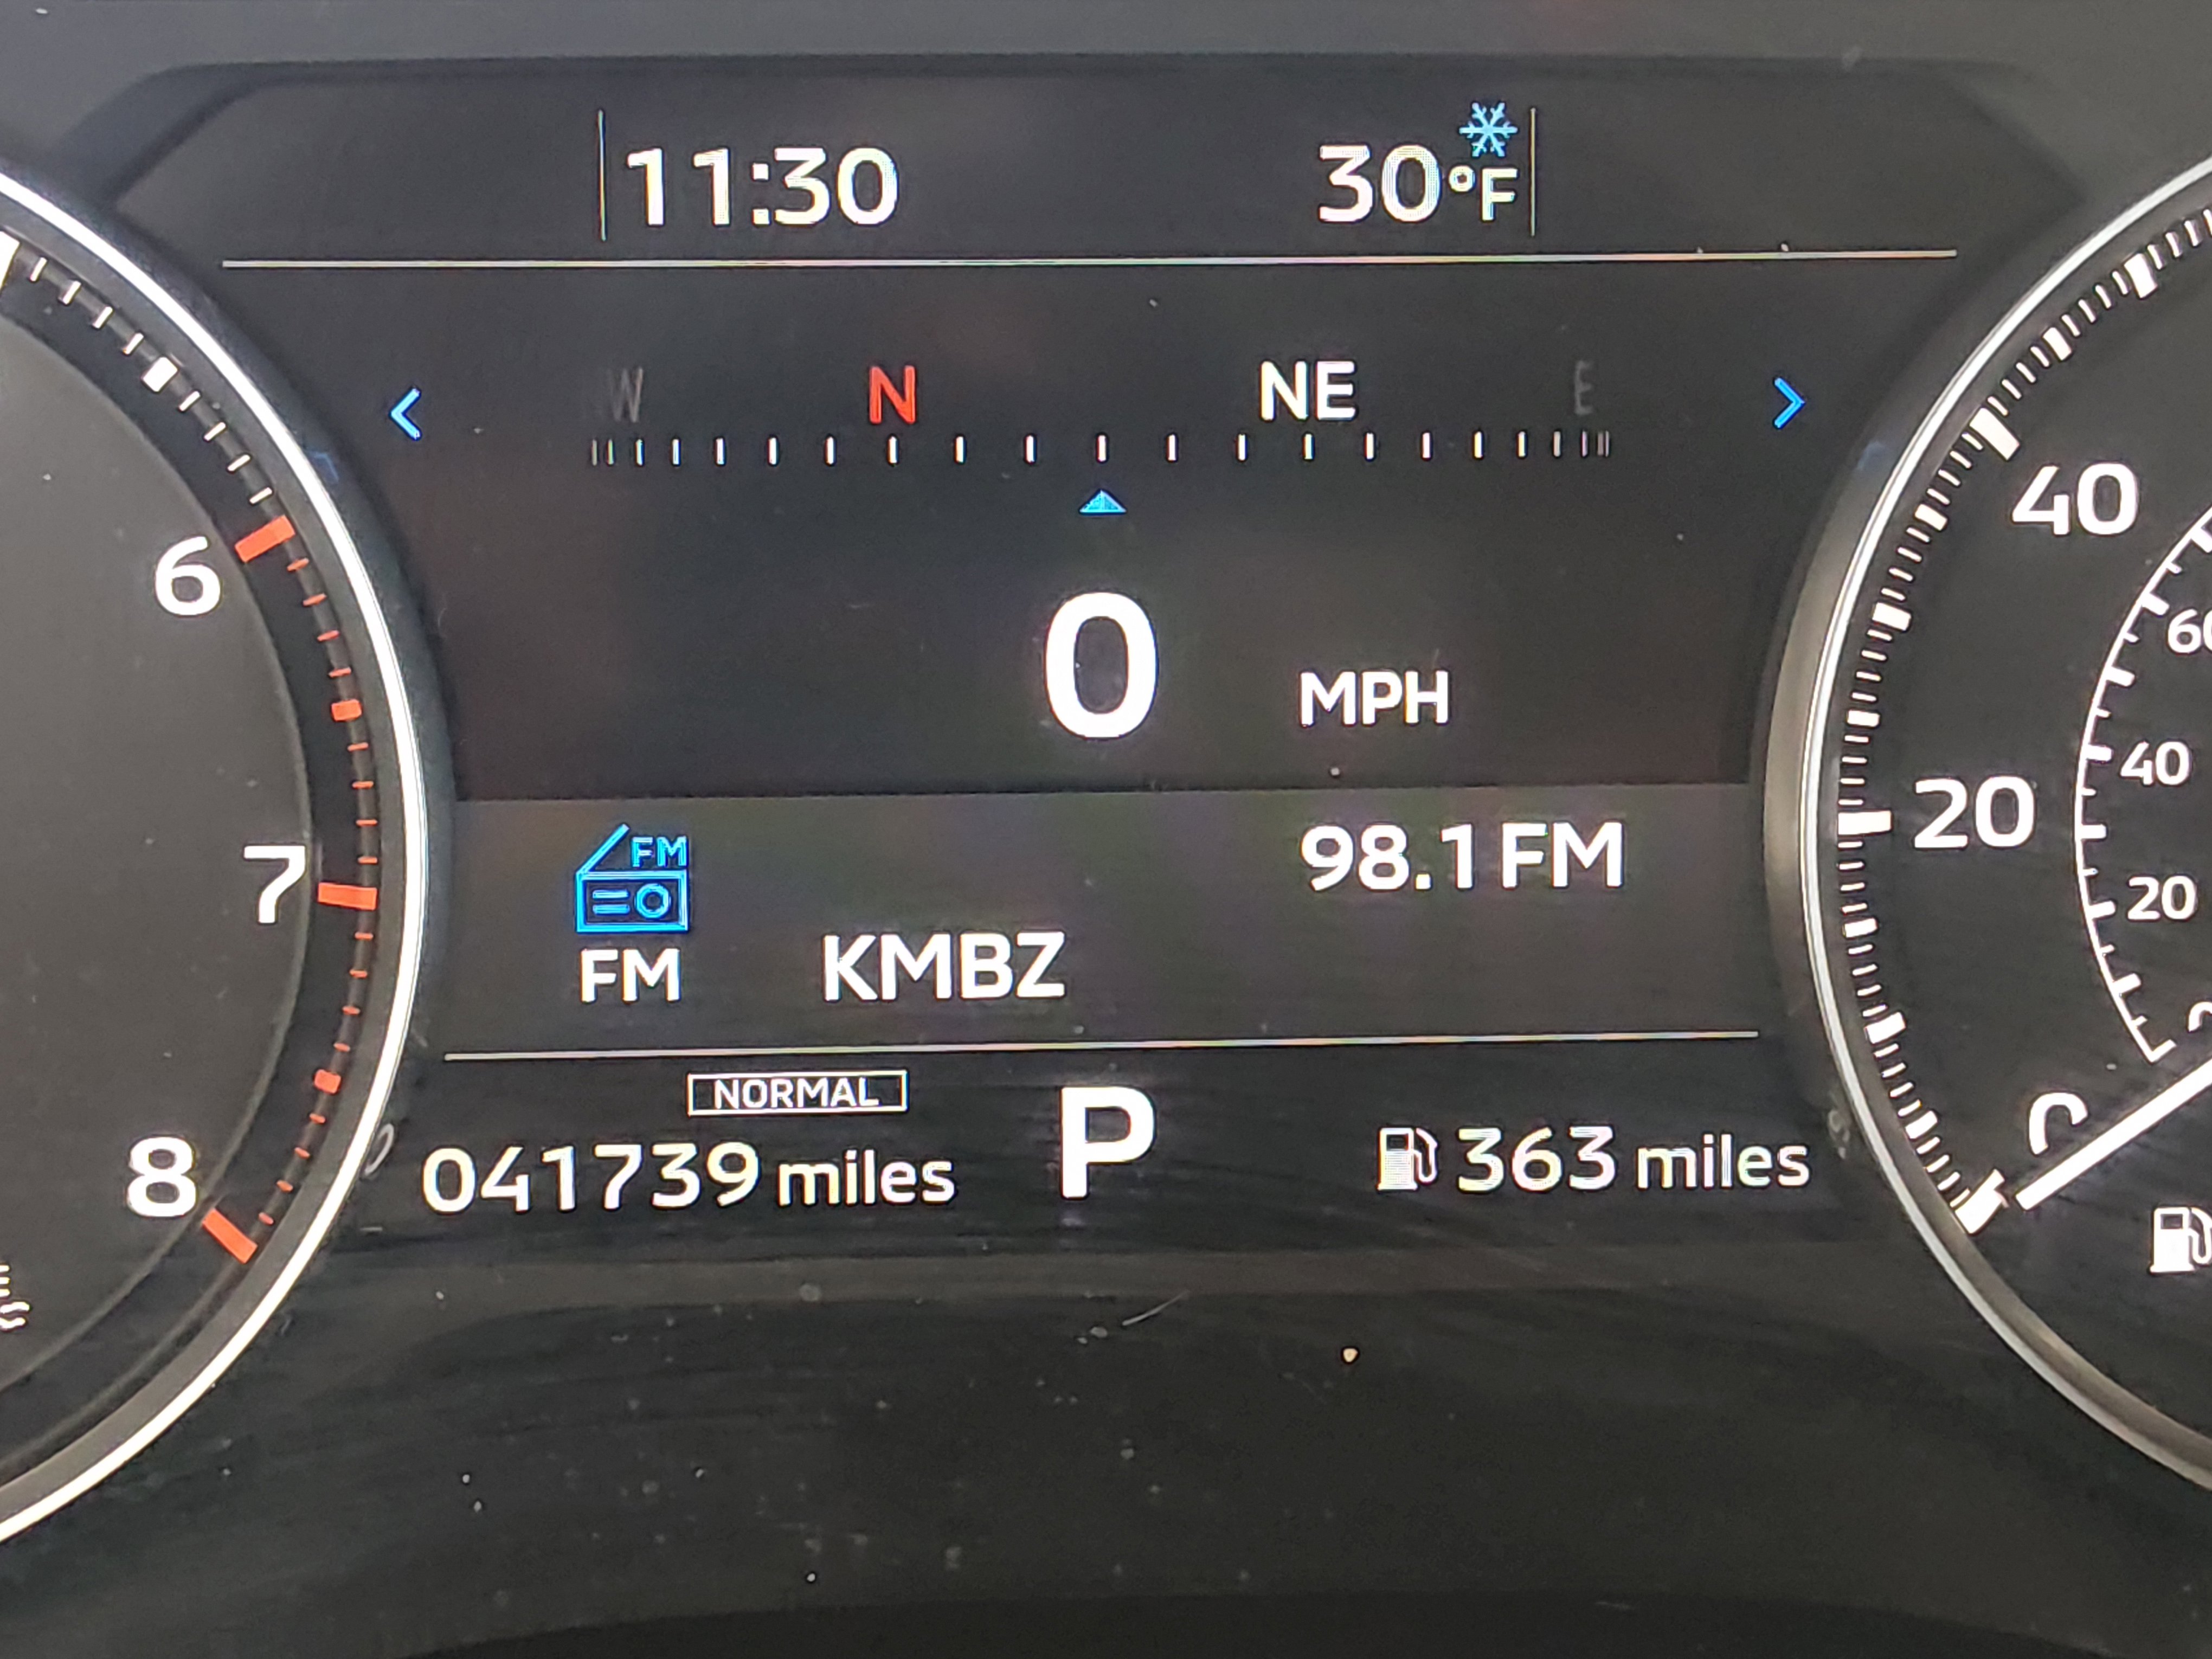 11:30
30°F
W N NE E
0 MPH
6
7
8
40
20
60
40
20
0
FM
98.1 FM
FM
KMBZ
NORMAL
041739 miles
P
363 miles